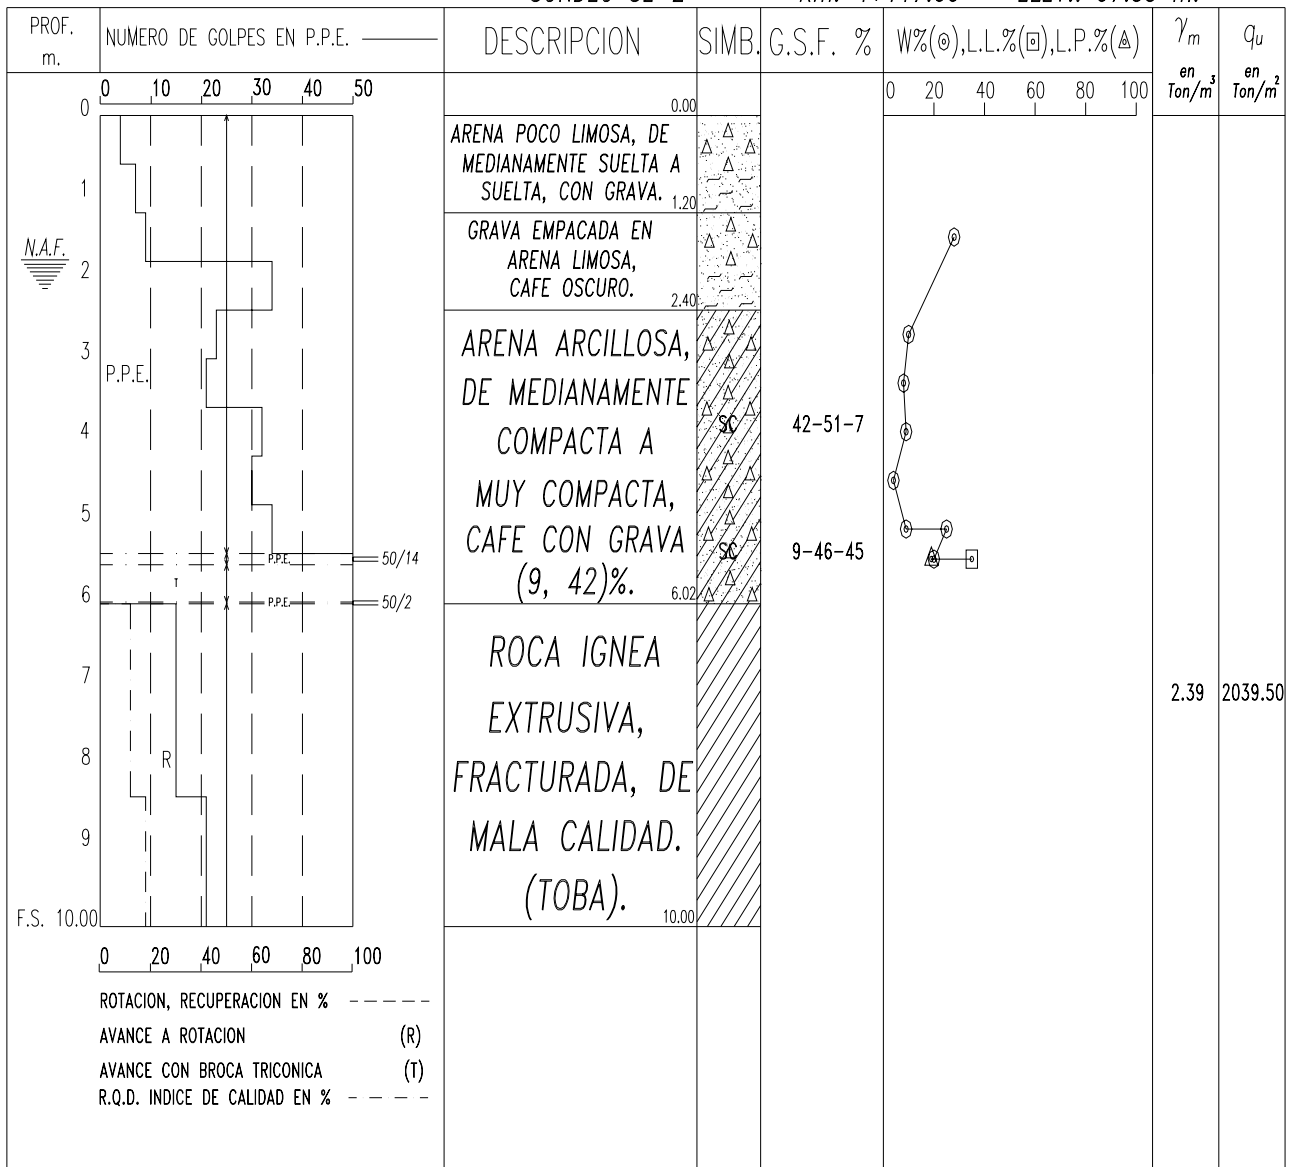 PROF.
m.
NUMERO DE GOLPES EN P.P.E.
DESCRIPCION
SIMB.
G.S.F. %
W%(⊙),L.L.%(⊡),L.P.%(△)
γm
en
Ton/m³
qu
en
Ton/m²
0 10 20 30 40 50
0 20 40 60 80 100
0
1
N.A.F.
2
3
4
5
6
7
8
9
F.S. 10.00
P.P.E.
P.P.E.
50/14
T
P.P.E.
50/2
R
0.00
ARENA POCO LIMOSA, DE
MEDIANAMENTE SUELTA A
SUELTA, CON GRAVA.
1.20
GRAVA EMPACADA EN
ARENA LIMOSA,
CAFE OSCURO.
2.40
ARENA ARCILLOSA,
DE MEDIANAMENTE
COMPACTA A
MUY COMPACTA,
CAFE CON GRAVA
(9, 42)%.
6.02
SC
42-51-7
SC
9-46-45
ROCA IGNEA
EXTRUSIVA,
FRACTURADA, DE
MALA CALIDAD.
(TOBA).
10.00
2.39
2039.50
0 20 40 60 80 100
ROTACION, RECUPERACION EN %
AVANCE A ROTACION (R)
AVANCE CON BROCA TRICONICA (T)
R.Q.D. INDICE DE CALIDAD EN %